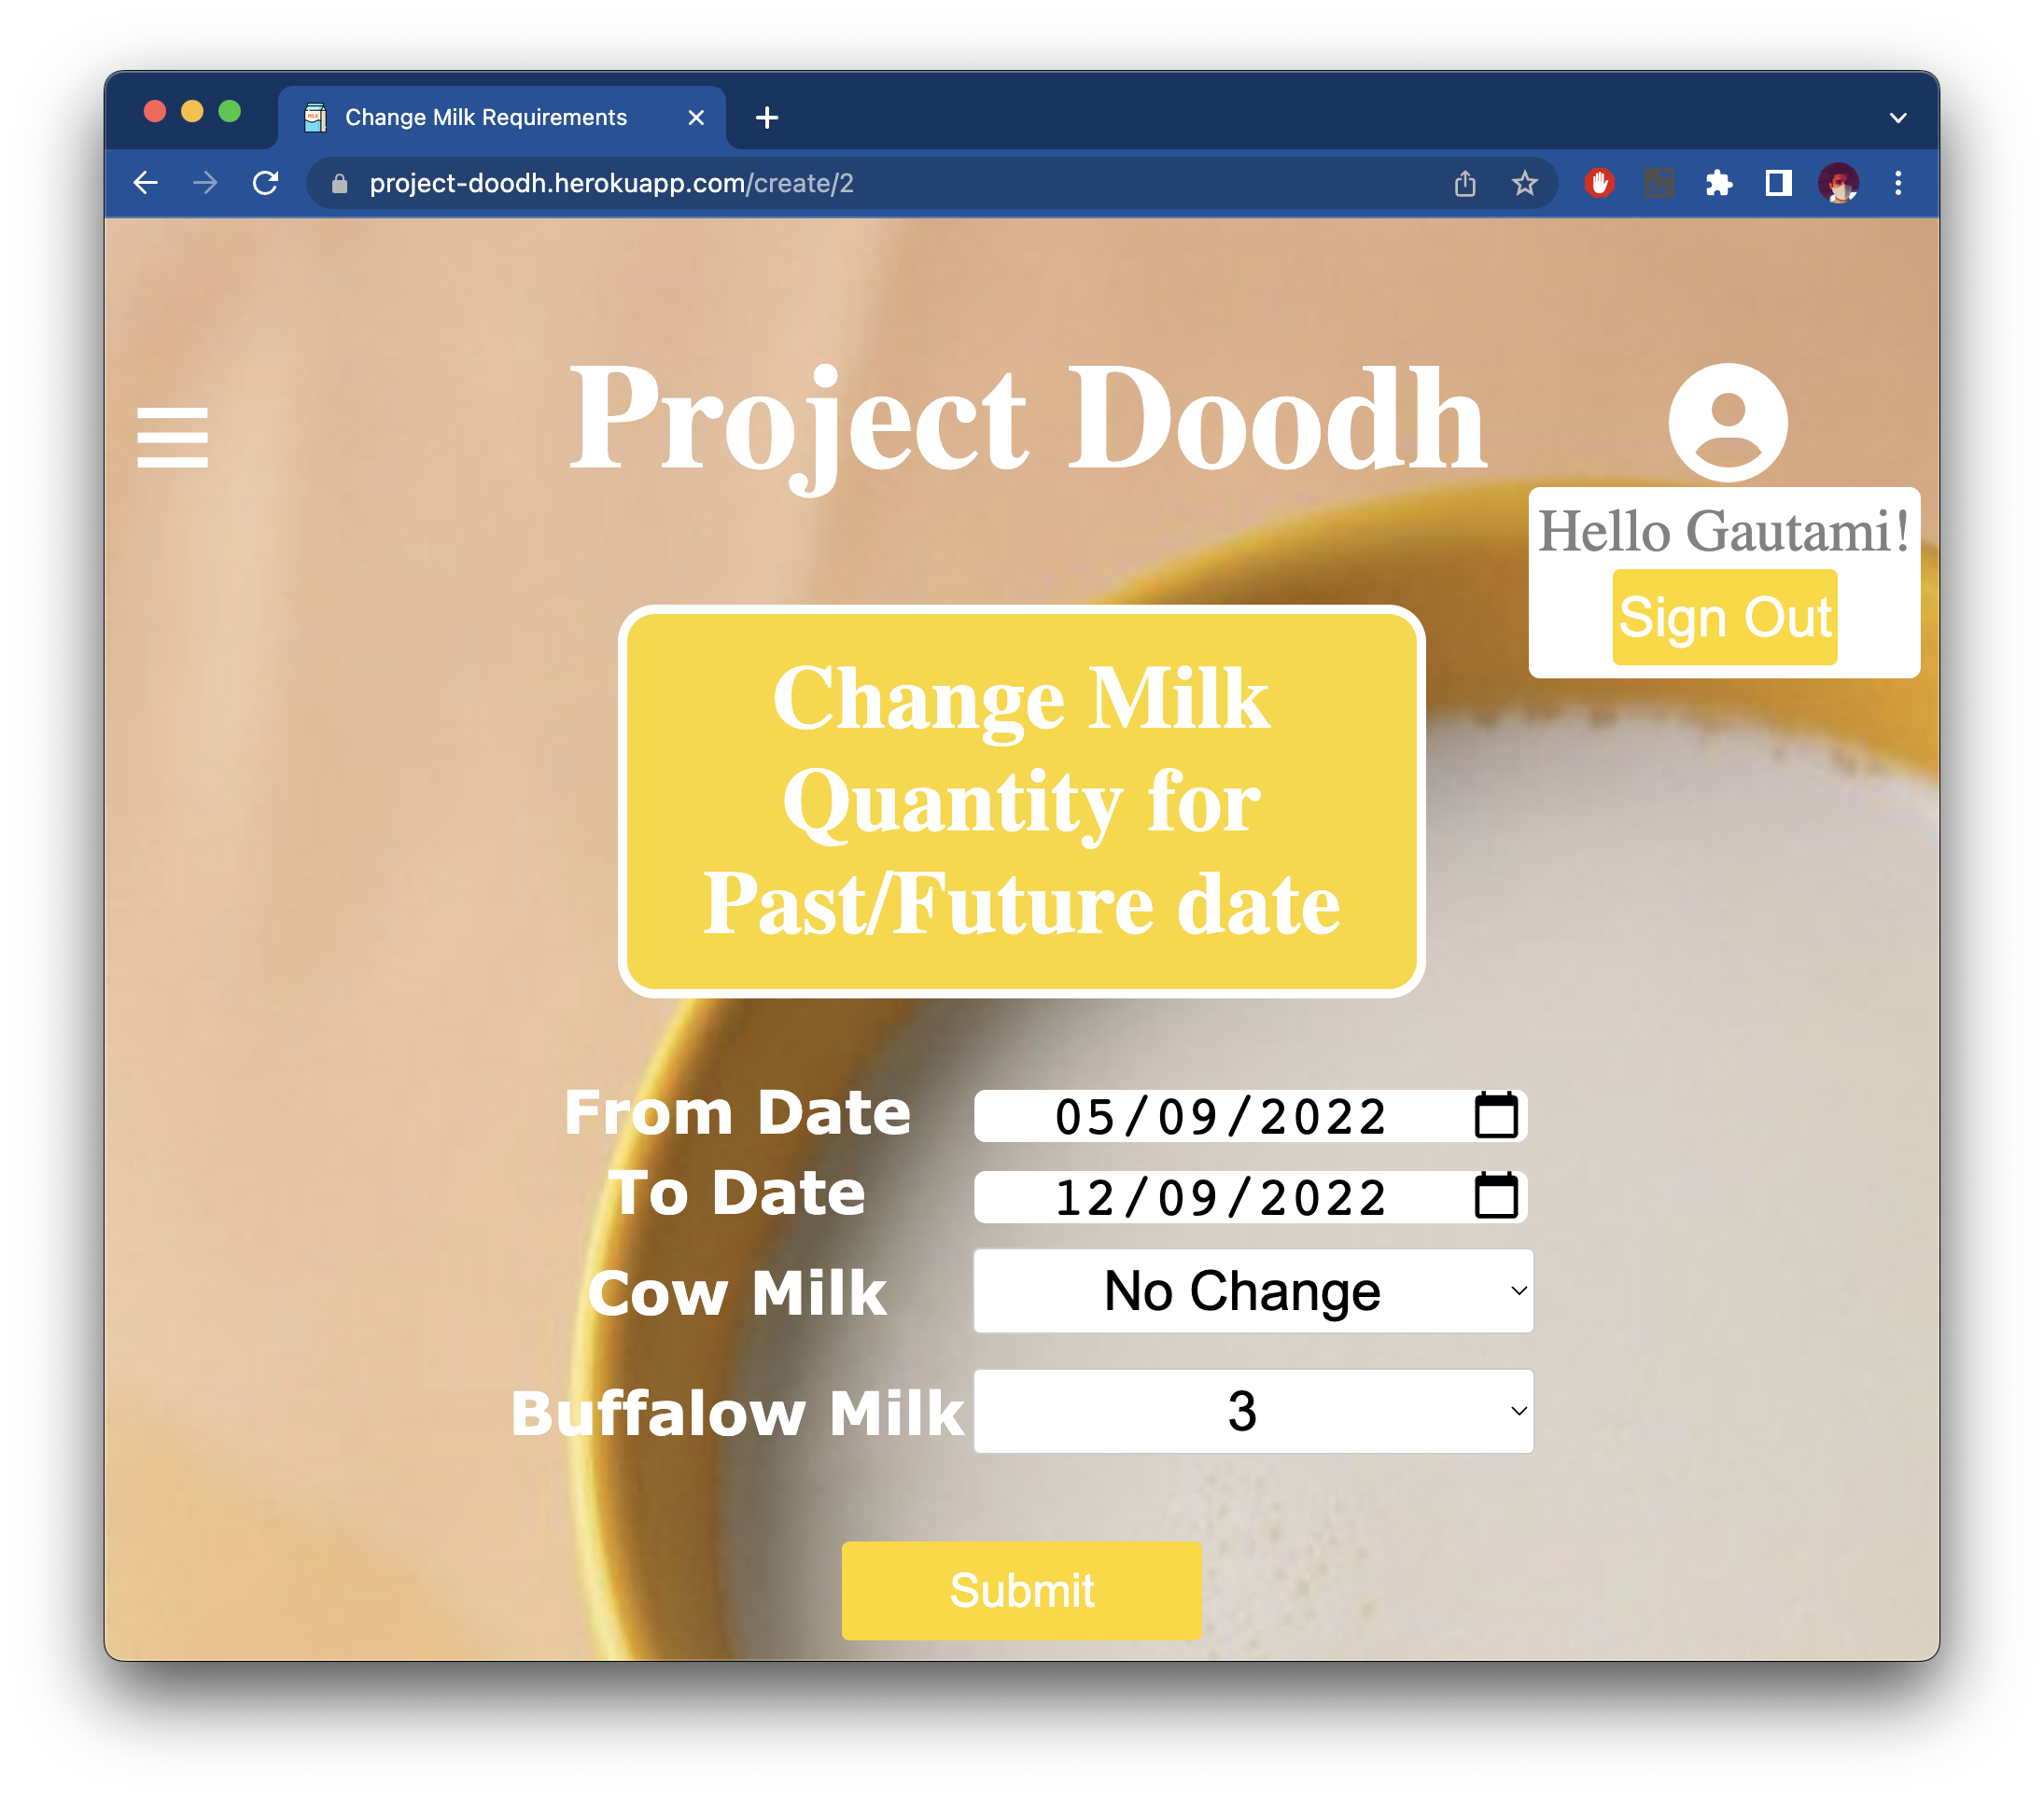 Change Milk Requirements
project-doodh.herokuapp.com/create/2
Project Doodh
Hello Gautami!
Sign Out
Change Milk
Quantity for
Past/Future date
From Date 05/09/2022
To Date 12/09/2022
Cow Milk No Change
Buffalow Milk 3
Submit